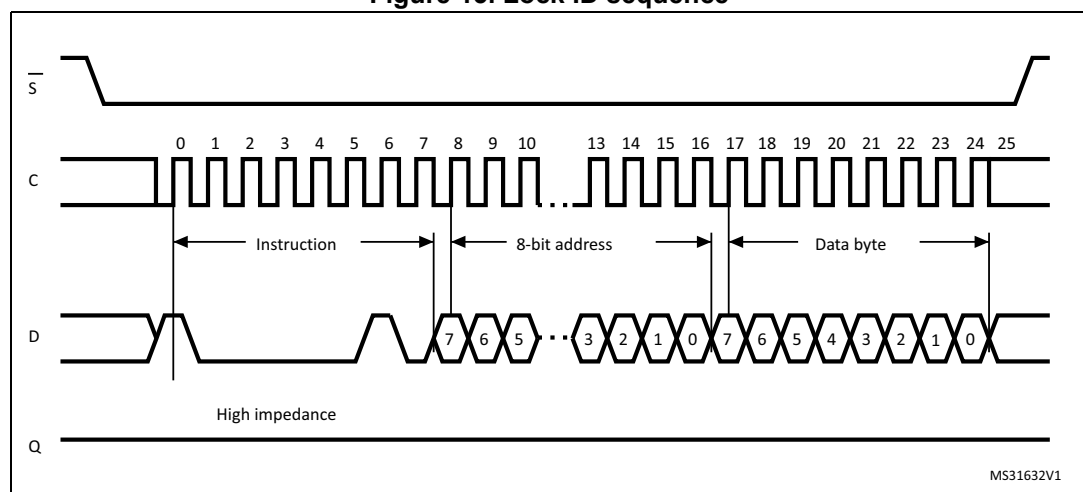 Figure 16. Lock ID sequence
S
0 1 2 3 4 5 6 7 8 9 10 13 14 15 16 17 18 19 20 21 22 23 24 25
C
Instruction 8-bit address Data byte
D
7 6 5 3 2 1 0 7 6 5 4 3 2 1 0
High impedance
Q
MS31632V1